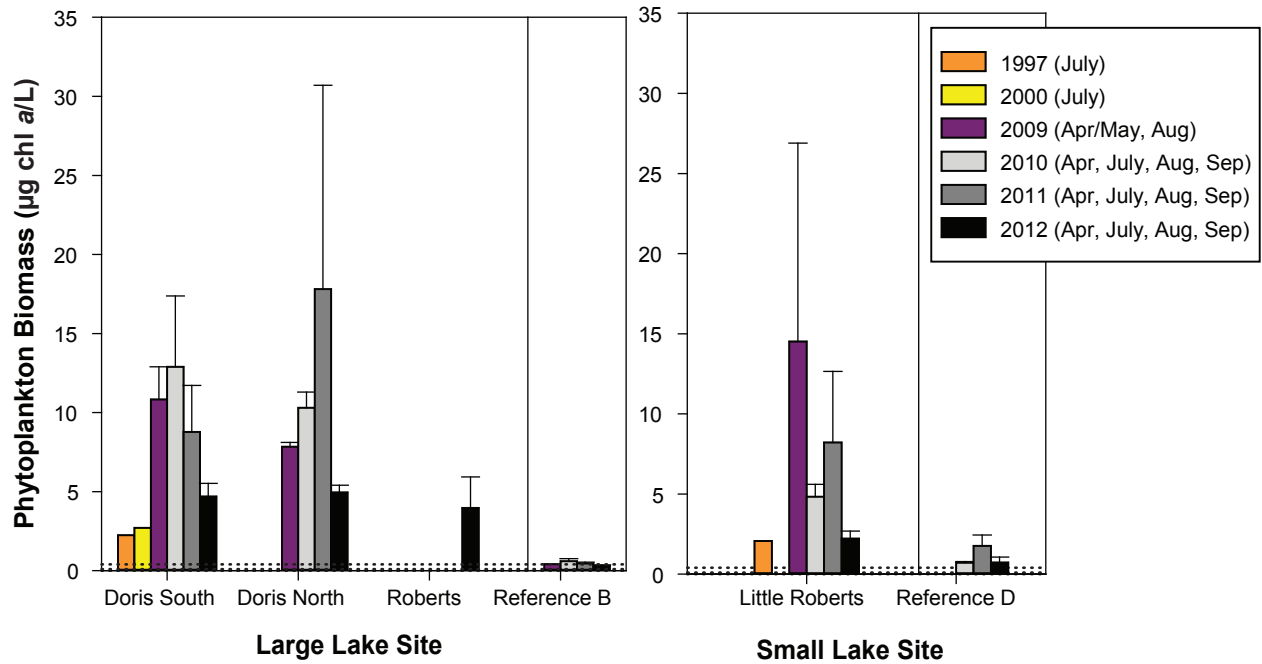 Phytoplankton Biomass (µg chl a/L)
35
30
25
20
15
10
5
0
Doris South
Doris North
Roberts
Reference B
Large Lake Site
35
30
25
20
15
10
5
0
Little Roberts
Reference D
Small Lake Site
1997 (July)
2000 (July)
2009 (Apr/May, Aug)
2010 (Apr, July, Aug, Sep)
2011 (Apr, July, Aug, Sep)
2012 (Apr, July, Aug, Sep)